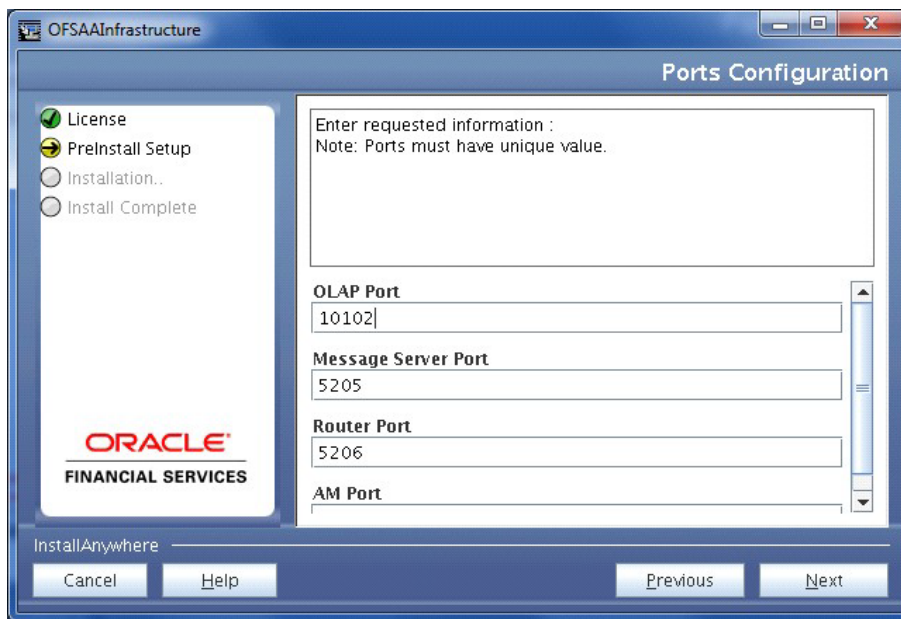 OFSAAInfrastructure
Ports Configuration
License
PreInstall Setup
Installation..
Install Complete
Enter requested information :
Note: Ports must have unique value.
OLAP Port
10102
Message Server Port
5205
Router Port
5206
AM Port
ORACLE'
FINANCIAL SERVICES
InstallAnywhere
Cancel
Help
Previous
Next